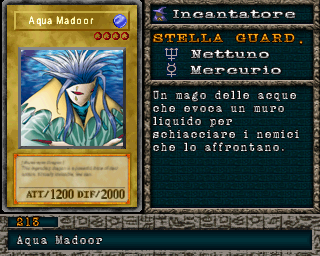 Aqua Madoor
ATT/1200 DIF/2000
Incantatore
STELLA GUARD.
Nettuno
Mercurio
Un mago delle acque
che evoca un muro
liquido per
schiacciare i nemici
che lo affrontano.
213
Aqua Madoor